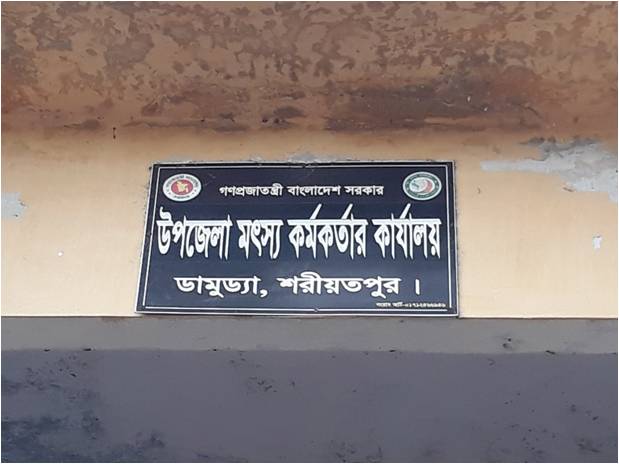 গণপ্রজাতন্ত্রী বাংলাদেশ সরকার
উপজেলা মৎস্য কর্মকর্তার কার্যালয়
ডামুড্যা, শরীয়তপুর ।